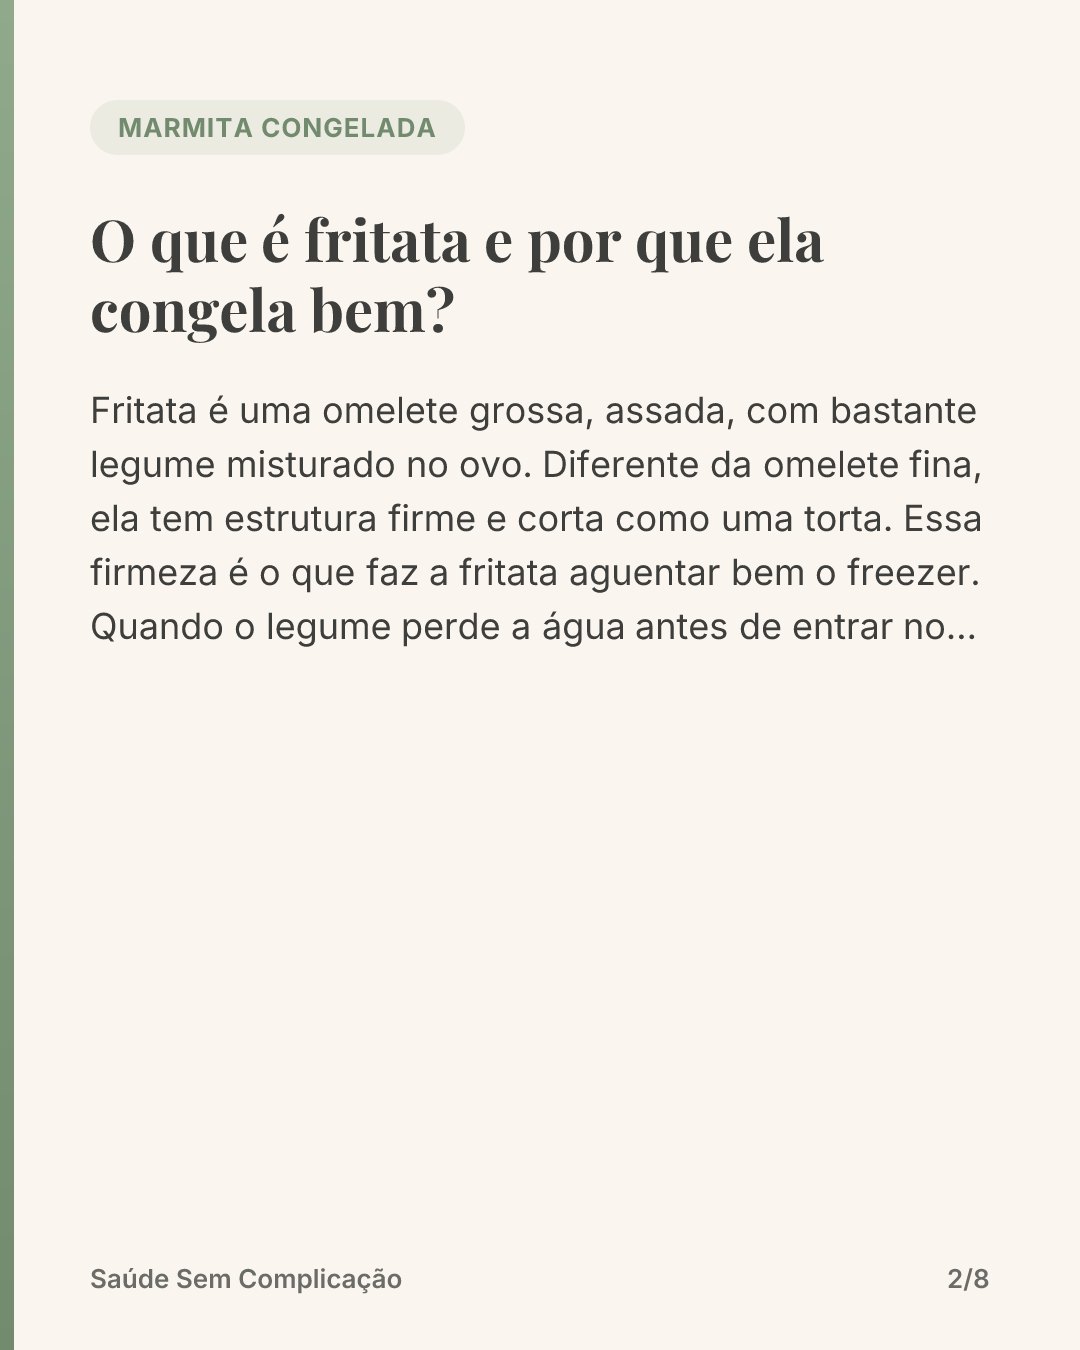 MARMITA CONGELADA
O que é fritata e por que ela
congela bem?
Fritata é uma omelete grossa, assada, com bastante
legume misturado no ovo. Diferente da omelete fina,
ela tem estrutura firme e corta como uma torta. Essa
firmeza é o que faz a fritata aguentar bem o freezer.
Quando o legume perde a água antes de entrar no...
Saúde Sem Complicação
2/8